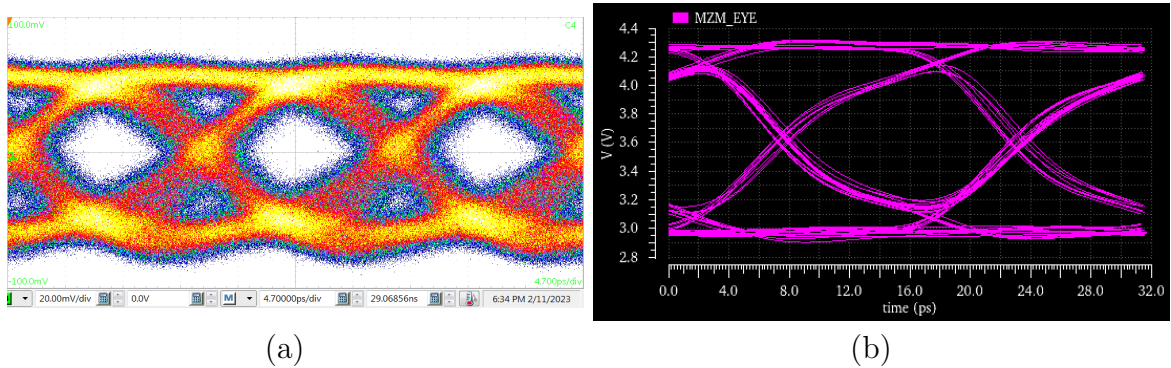 100.0mV
C4
-100.0mV
4.700ps/div
20.00mV/div
0.0V
M
4.70000ps/div
29.06856ns
6:34 PM 2/11/2023
(a)
MZM_EYE
4.4
4.2
4.0
3.8
3.6
3.4
3.2
3.0
2.8
V (V)
0.0
4.0
8.0
12.0
16.0
20.0
24.0
28.0
32.0
time (ps)
(b)